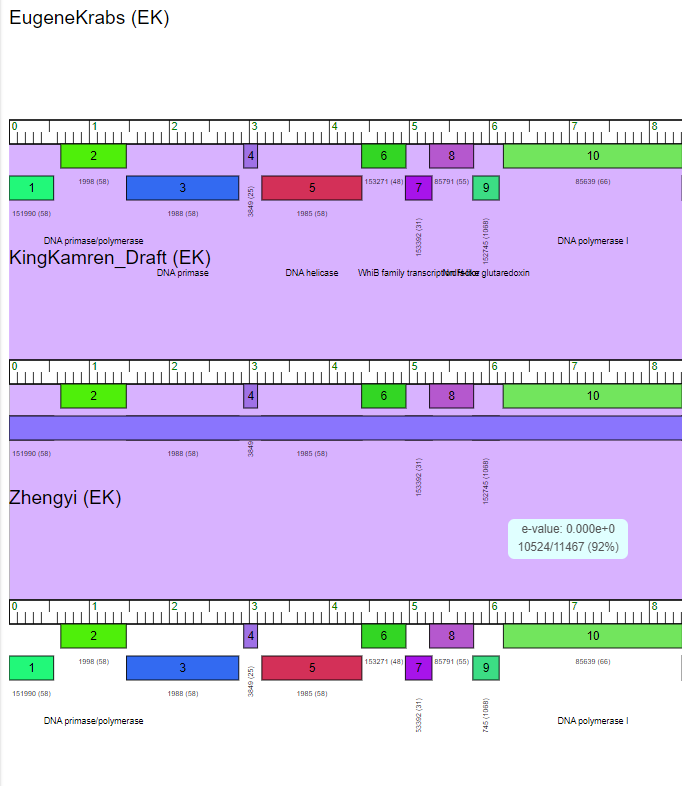 EugeneKrabs (EK)
0 1 2 3 4 5 6 7 8
2 4 6 8 10
1 3 5 7 9
1998 (58) 153271 (48) 85791 (55) 85639 (66)
151990 (58) 1988 (58) 3849 (25) 1985 (58) 153392 (31) 152745 (1068)
DNA primase/polymerase DNA polymerase I
KingKamren_Draft (EK)
DNA primase DNA helicase WhiB family transcription glutaredoxin
0 1 2 3 4 5 6 7 8
2 4 6 8 10
151990 (58) 1988 (58) 3849 1985 (58) 153392 (31) 152745 (1068)
Zhengyi (EK)
e-value: 0.000e+0
10524/11467 (92%)
0 1 2 3 4 5 6 7 8
2 4 6 8 10
1 3 5 7 9
1998 (58) 153271 (48) 85791 (55) 85639 (66)
151990 (58) 1988 (58) 3849 (25) 1985 (58) 53392 (31) 745 (1068)
DNA primase/polymerase DNA polymerase I